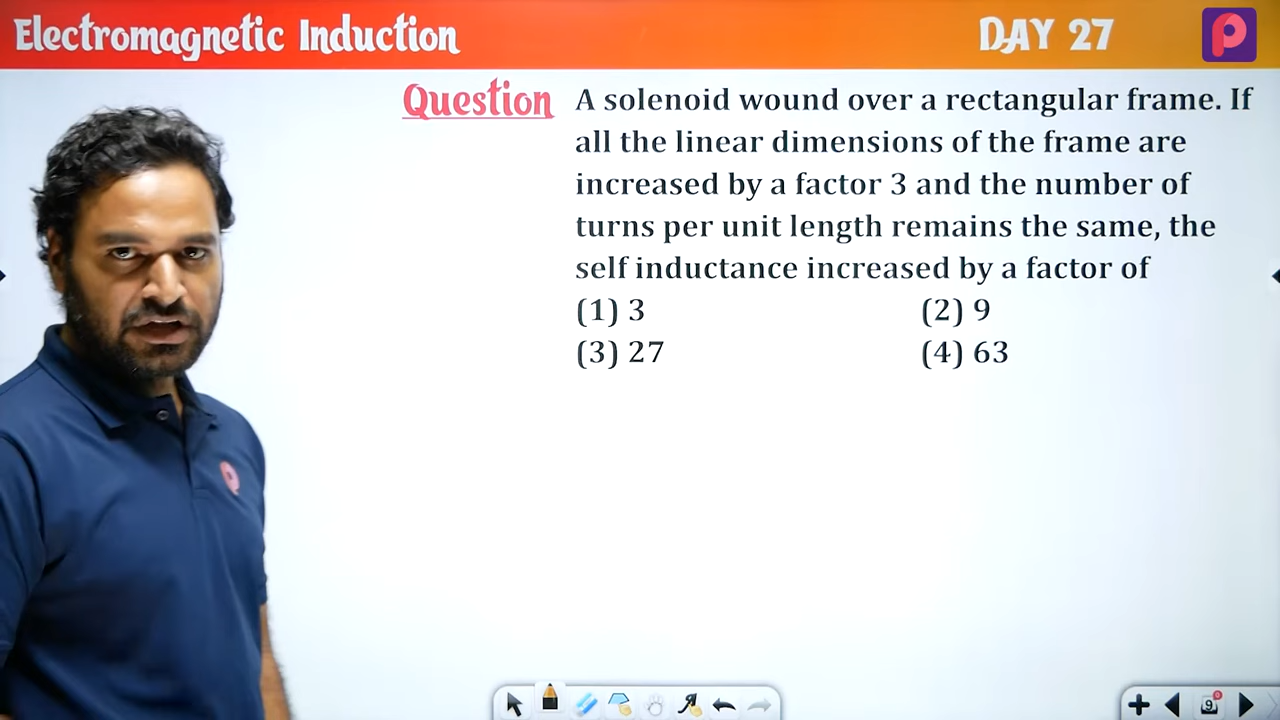 Electromagnetic Induction
DAY 27
Question
A solenoid wound over a rectangular frame. If
all the linear dimensions of the frame are
increased by a factor 3 and the number of
turns per unit length remains the same, the
self inductance increased by a factor of
(1) 3
(2) 9
(3) 27
(4) 63
9